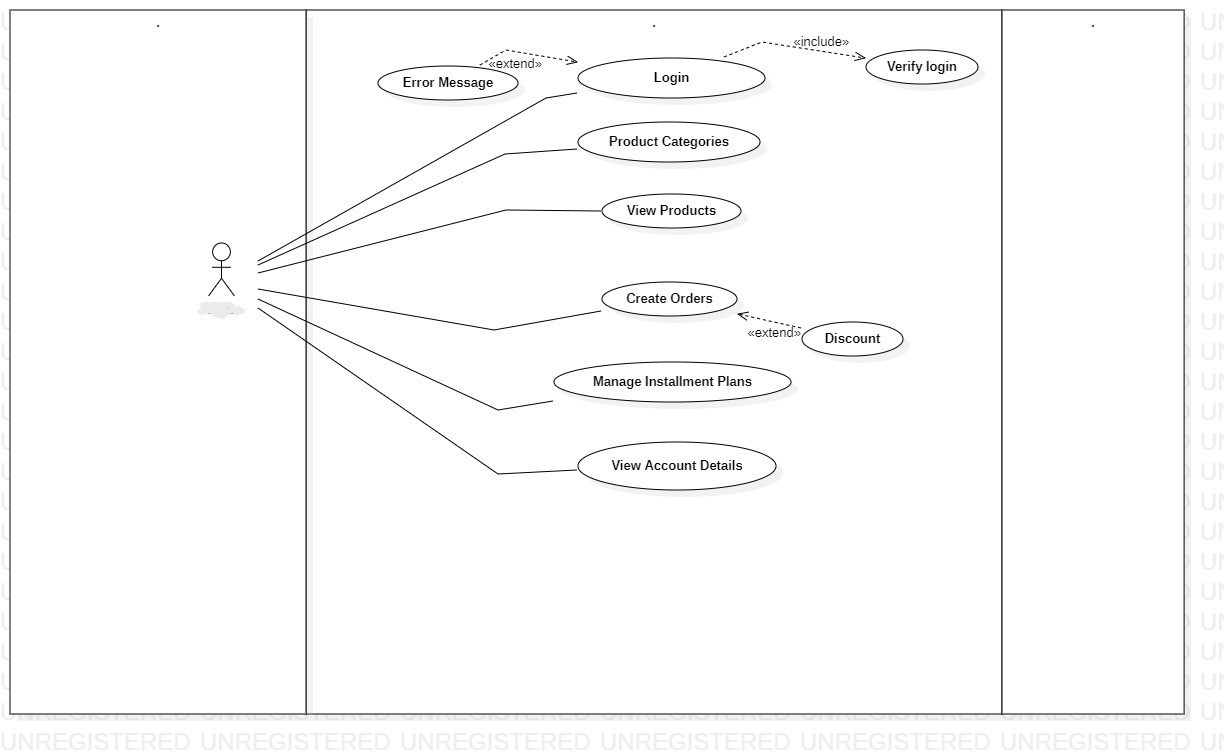 «include»
Verify login
«extend»
Error Message
Login
Product Categories
View Products
Create Orders
«extend»
Discount
Manage Installment Plans
View Account Details
UNREGISTERED UNREGISTERED UNREGISTERED UNREGISTERED UNREGISTERED UNREGISTERED UN